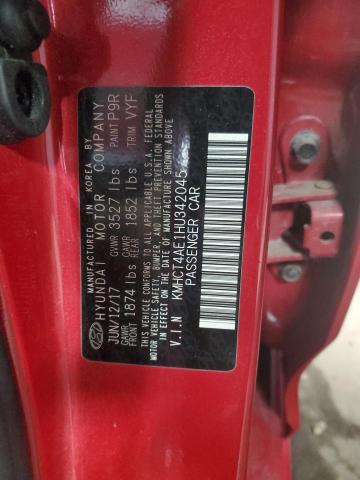 MANUFACTURED IN KOREA BY
HYUNDAI MOTOR COMPANY
JUN/12/17 GVWR 3527 lbs PAINT P9R
GAWR FRONT 1874 lbs GAWR REAR 1852 lbs TRIM VYF
THIS VEHICLE CONFORMS TO ALL APPLICABLE U.S.A. FEDERAL
MOTOR VEHICLE SAFETY, BUMPER, AND THEFT PREVENTION STANDARDS
IN EFFECT ON THE DATE OF MANUFACTURE SHOWN ABOVE.
V.I.N KMHCT4AE1HU342045
PASSENGER CAR